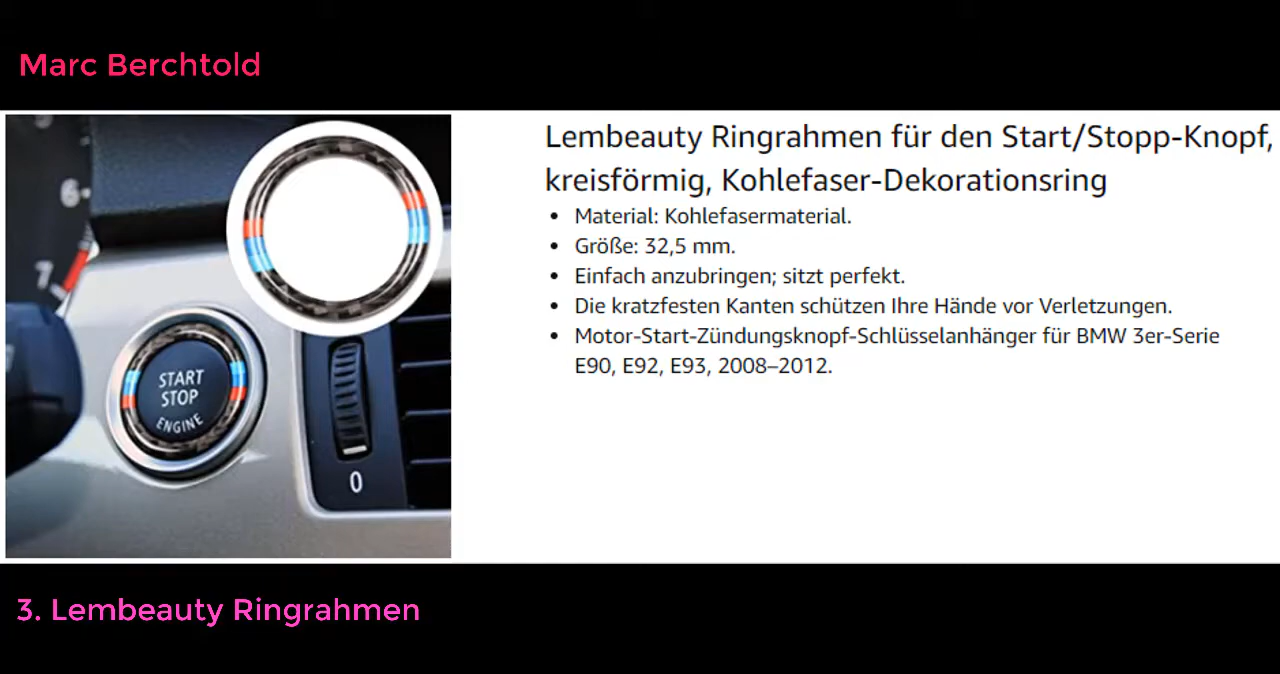 Marc Berchtold
Lembeauty Ringrahmen für den Start/Stopp-Knopf,
kreisförmig, Kohlefaser-Dekorationsring
• Material: Kohlefasermaterial.
• Größe: 32,5 mm.
• Einfach anzubringen; sitzt perfekt.
• Die kratzfesten Kanten schützen Ihre Hände vor Verletzungen.
• Motor-Start-Zündungsknopf-Schlüsselanhänger für BMW 3er-Serie
E90, E92, E93, 2008–2012.
6
7
START
STOP
ENGINE
0
3. Lembeauty Ringrahmen